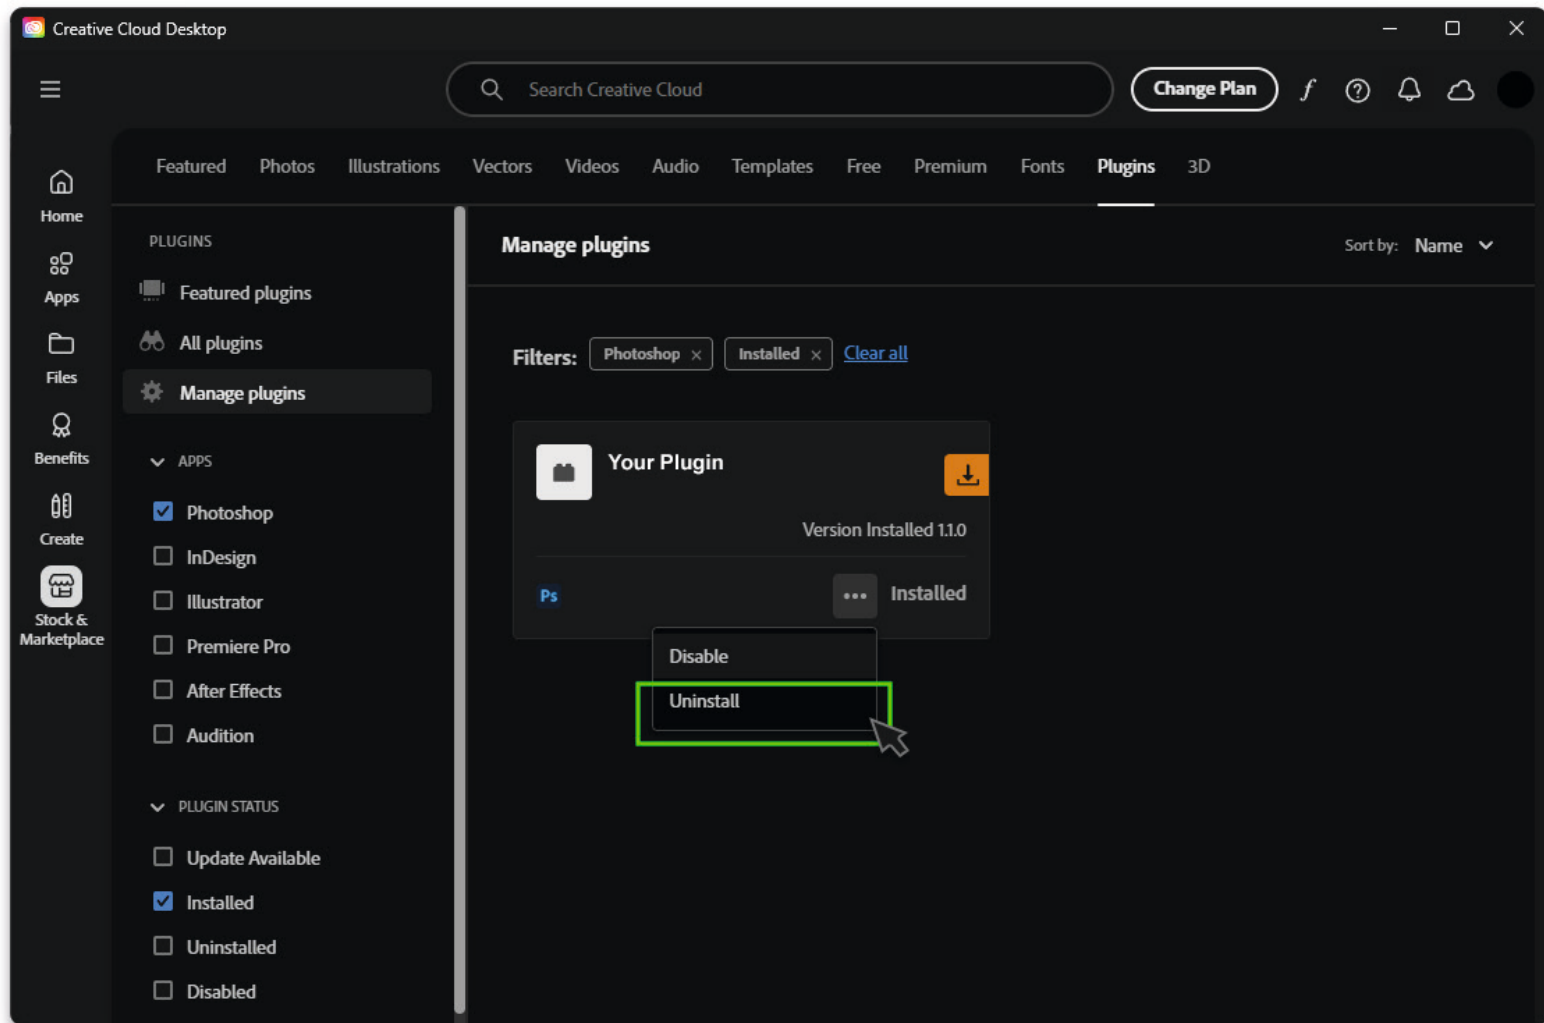 Creative Cloud Desktop
Search Creative Cloud
Change Plan
Featured Photos Illustrations Vectors Videos Audio Templates Free Premium Fonts Plugins 3D
Home
Apps
Files
Benefits
Create
Stock &
Marketplace
PLUGINS
Featured plugins
All plugins
Manage plugins
APPS
Photoshop
InDesign
Illustrator
Premiere Pro
After Effects
Audition
PLUGIN STATUS
Update Available
Installed
Uninstalled
Disabled
Manage plugins
Sort by: Name
Filters: Photoshop × Installed × Clear all
Your Plugin
Version Installed 1.1.0
Ps
Installed
Disable
Uninstall